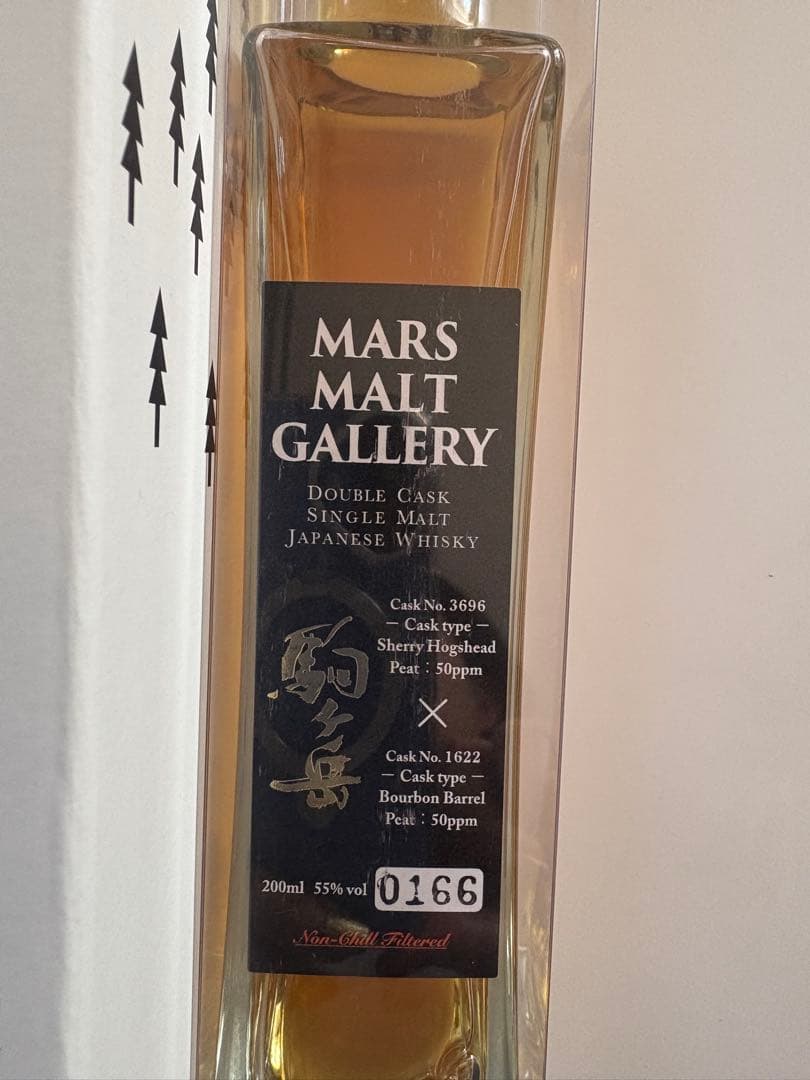 MARS
MALT
GALLERY
DOUBLE CASK
SINGLE MALT
JAPANESE WHISKY
駒ヶ岳
Cask No. 3696
— Cask type —
Sherry Hogshead
Peat : 50ppm
×
Cask No. 1622
— Cask type —
Bourbon Barrel
Peat : 50ppm
200ml 55% vol 0166
Non-Chill Filtered